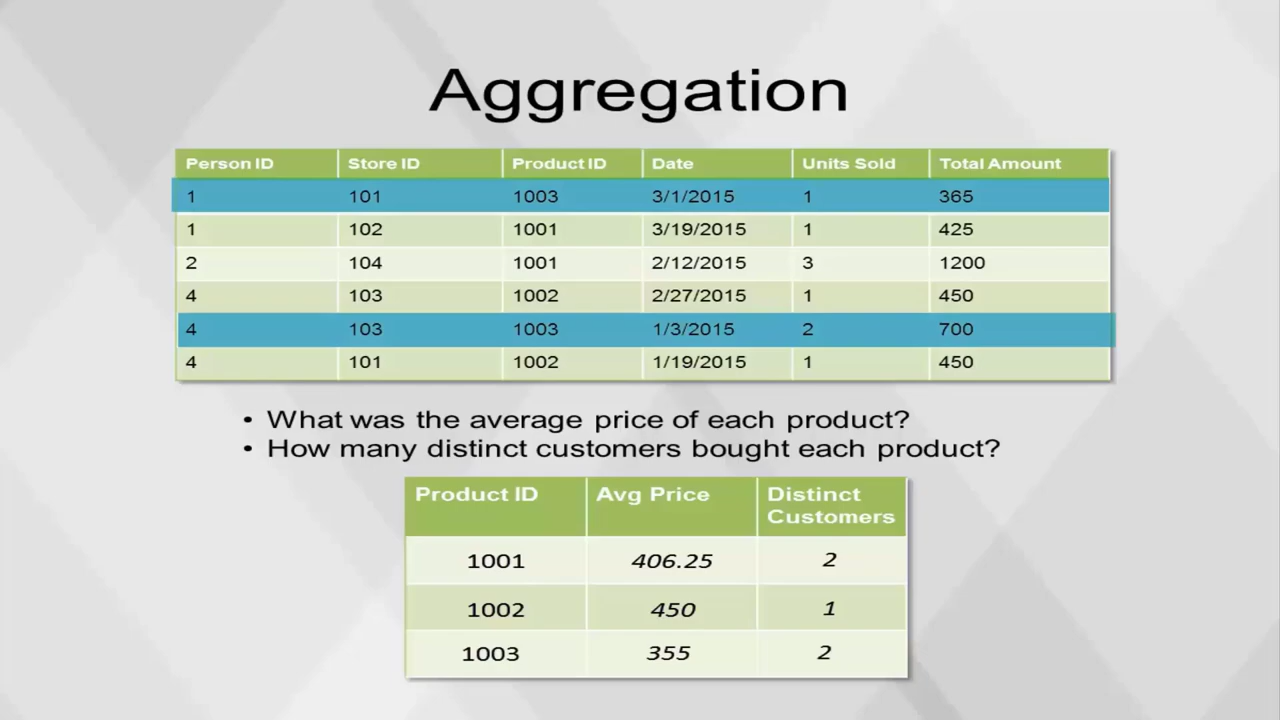 Aggregation
Person ID Store ID Product ID Date Units Sold Total Amount
1 101 1003 3/1/2015 1 365
1 102 1001 3/19/2015 1 425
2 104 1001 2/12/2015 3 1200
4 103 1002 2/27/2015 1 450
4 103 1003 1/3/2015 2 700
4 101 1002 1/19/2015 1 450
• What was the average price of each product?
• How many distinct customers bought each product?
Product ID Avg Price Distinct
Customers
1001 406.25 2
1002 450 1
1003 355 2